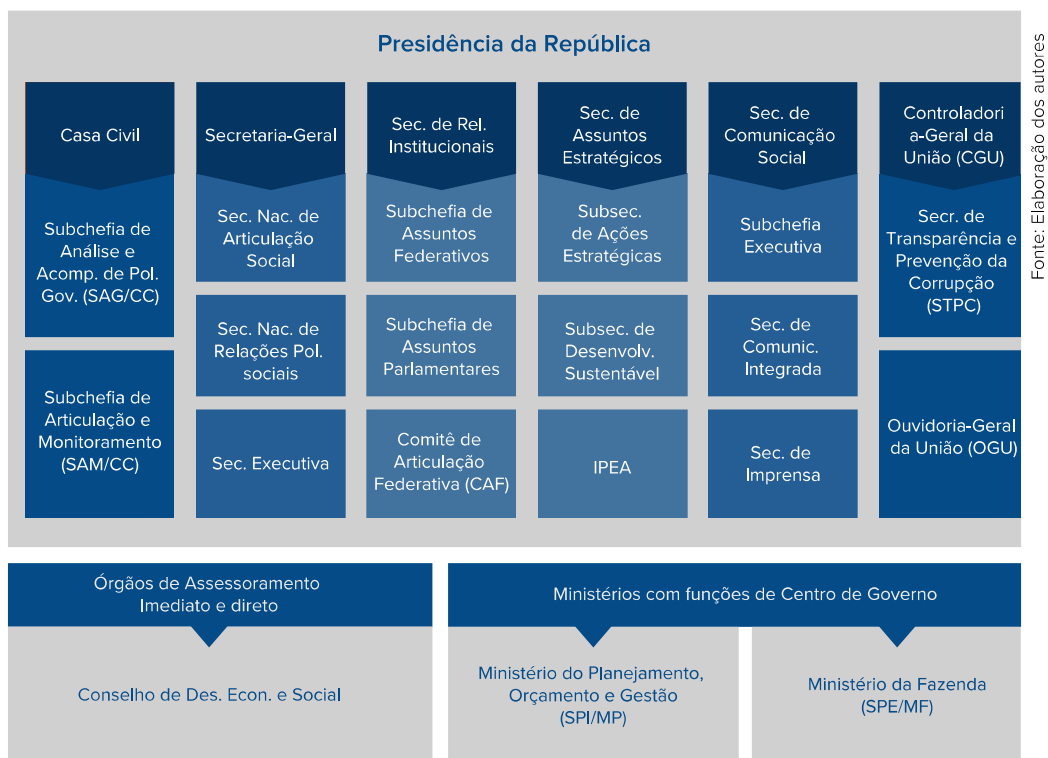 Presidência da República
Casa Civil
Subchefia de
Análise e
Acomp. de Pol.
Gov. (SAG/CC)
Subchefia de
Articulação e
Monitoramento
(SAM/CC)
Secretaria-Geral
Sec. Nac. de
Articulação
Social
Sec. Nac. de
Relações Pol.
sociais
Sec. Executiva
Sec. de Rel.
Institucionais
Subchefia de
Assuntos
Federativos
Subchefia de
Assuntos
Parlamentares
Comitê de
Articulação
Federativa (CAF)
Sec. de
Assuntos
Estratégicos
Subsec.
de Ações
Estratégicas
Subsec. de
Desenvolv.
Sustentável
IPEA
Sec. de
Comunicação
Social
Subchefia
Executiva
Sec. de
Comunic.
Integrada
Sec. de
Imprensa
Controladori
a-Geral da
União (CGU)
Secr. de
Transparência e
Prevenção da
Corrupção
(STPC)
Ouvidoria-Geral
da União (OGU)
Fonte: Elaboração dos autores
Órgãos de Assessoramento
Imediato e direto
Conselho de Des. Econ. e Social
Ministérios com funções de Centro de Governo
Ministério do Planejamento,
Orçamento e Gestão
(SPI/MP)
Ministério da Fazenda
(SPE/MF)